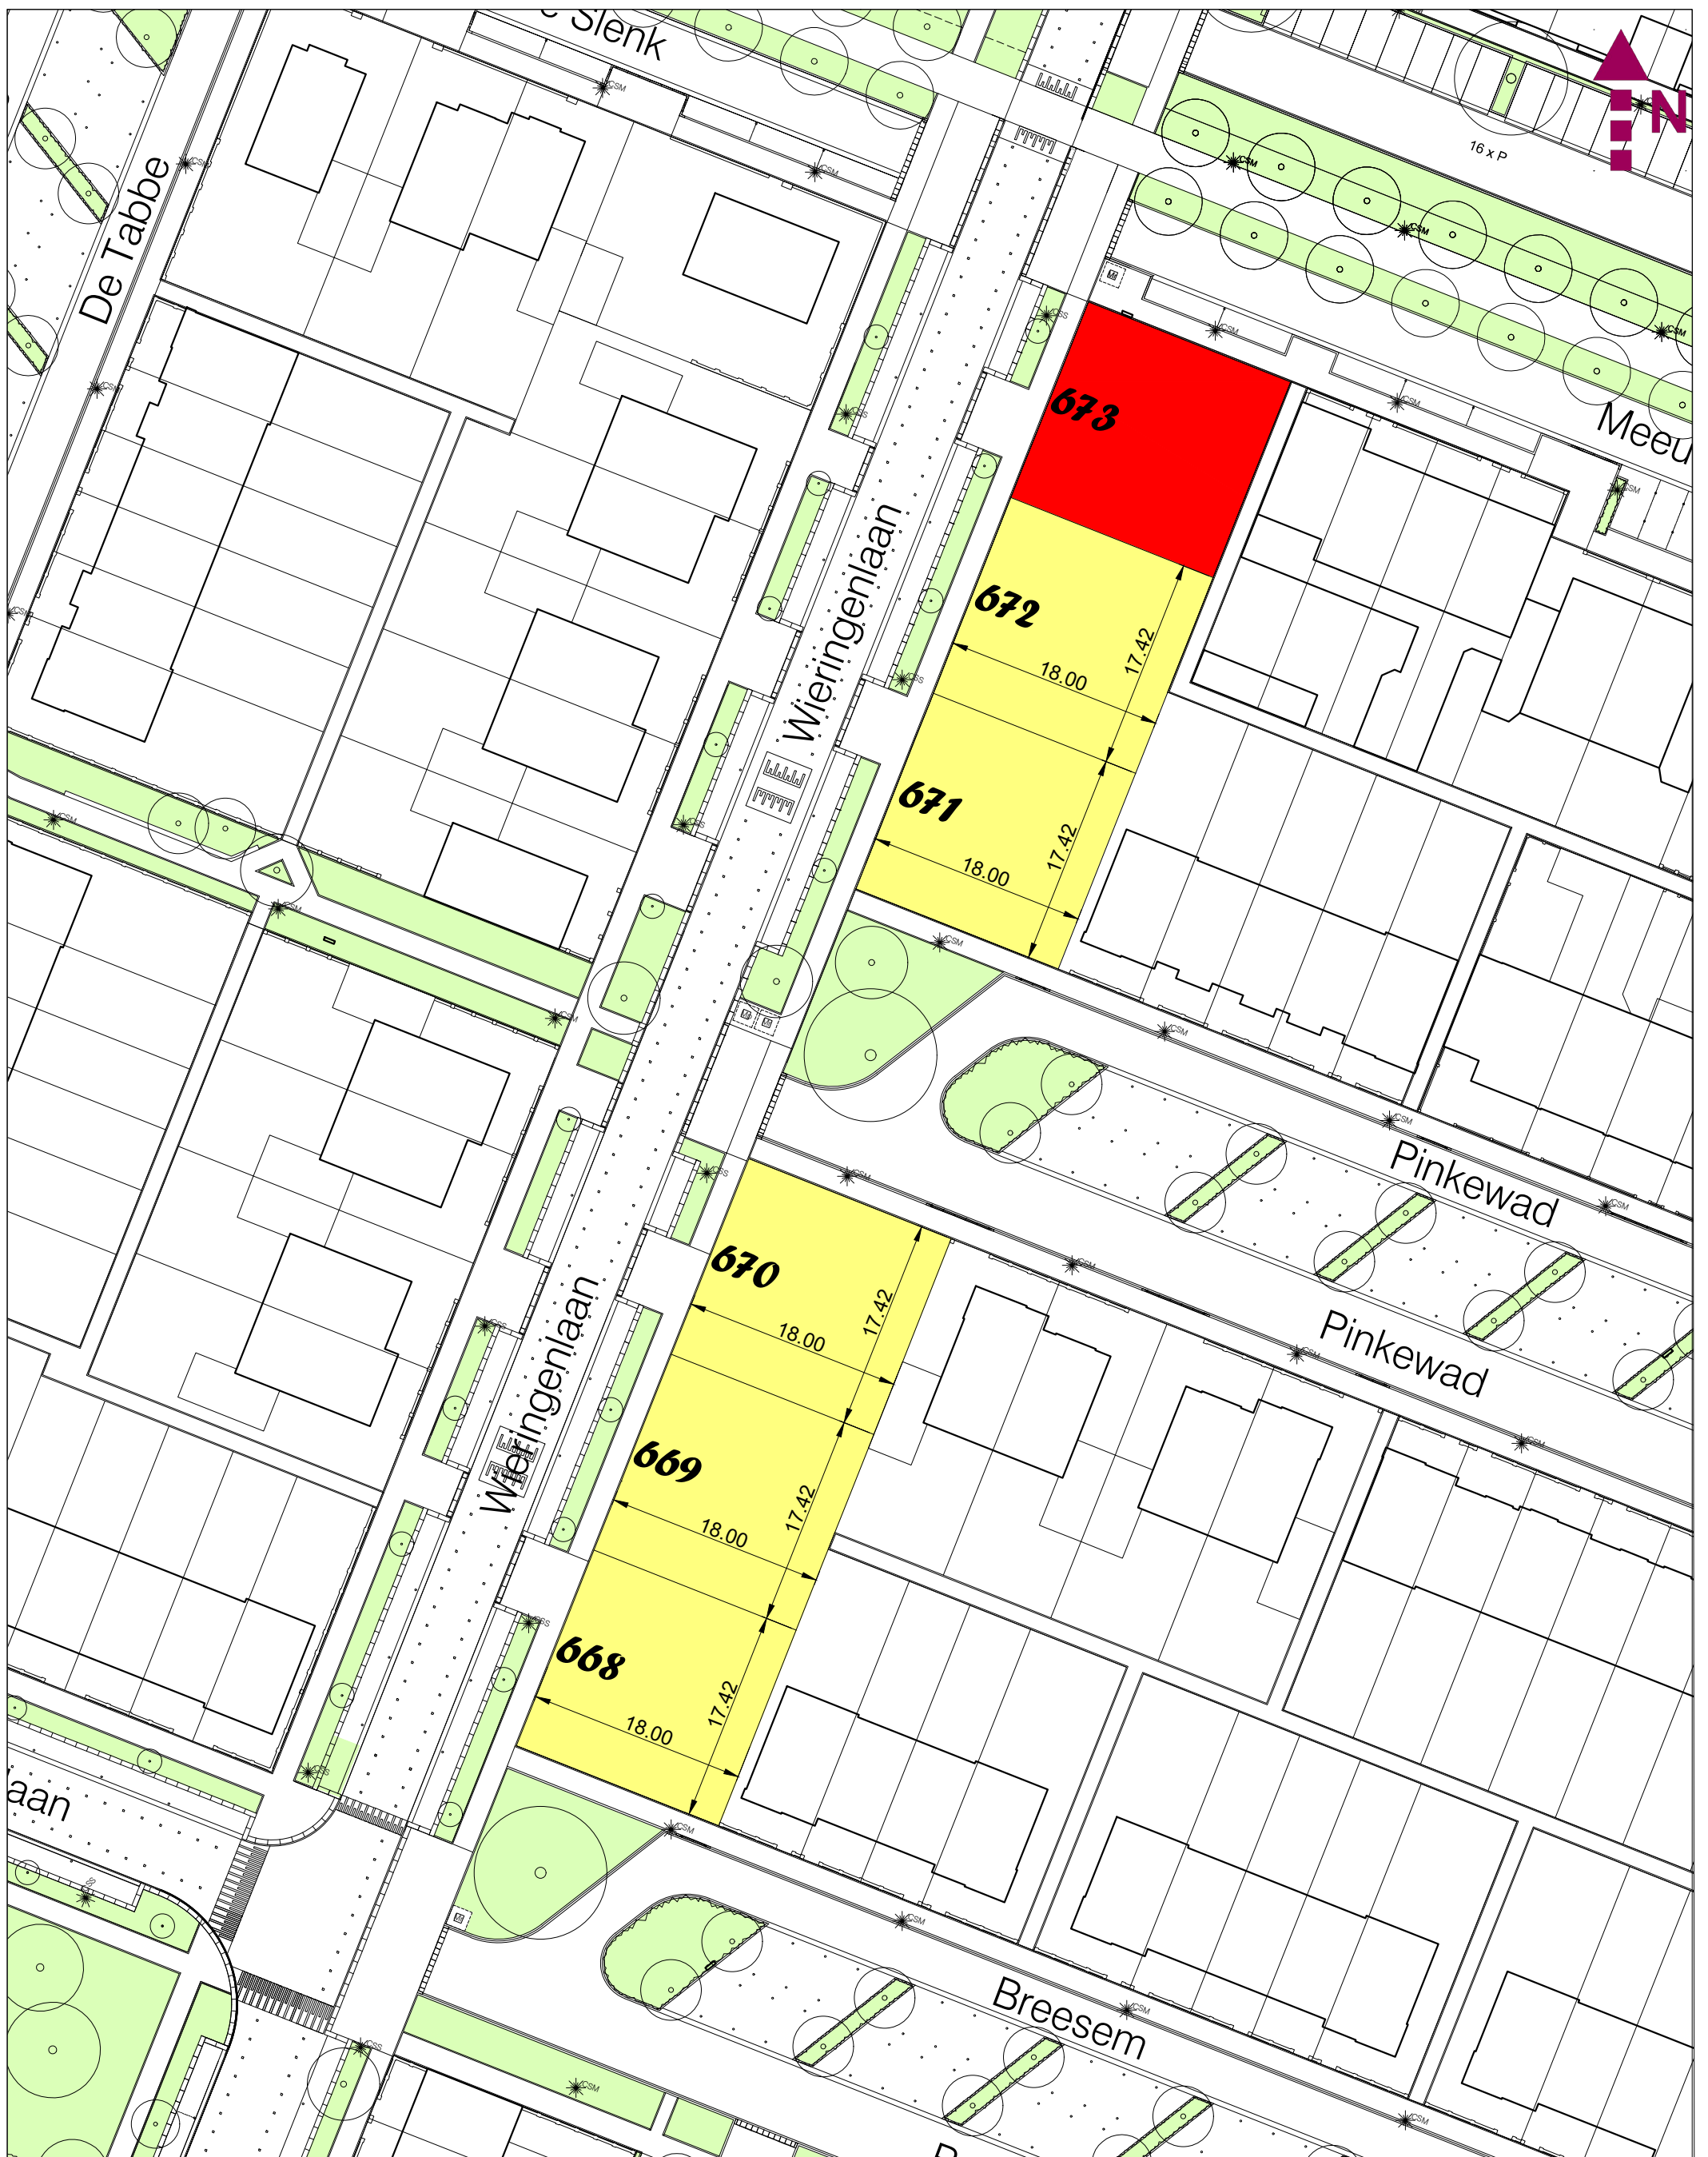 Slenk
N
16 x P
De Tabbe
Meeu
673
Wieringenlaan
672
17.42
18.00
671
17.42
18.00
Pinkewad
Pinkewad
670
17.42
18.00
Wieringenlaan
669
17.42
18.00
668
17.42
18.00
aan
Breesem